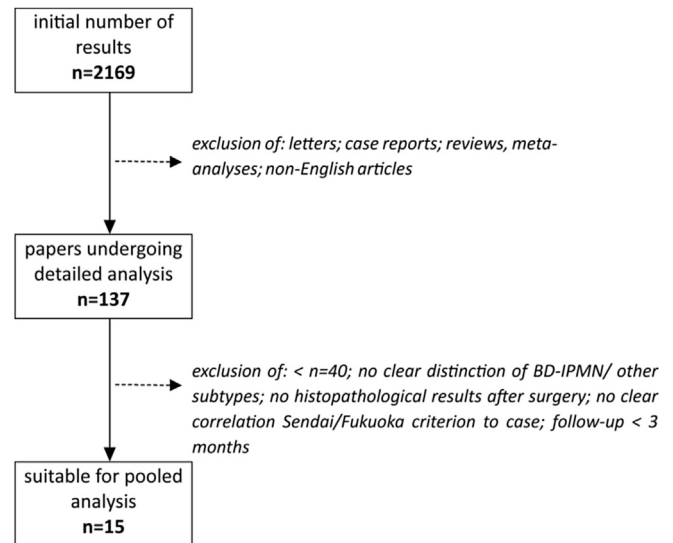 initial number of
results
n=2169
exclusion of: letters; case reports; reviews, meta-
analyses; non-English articles
papers undergoing
detailed analysis
n=137
exclusion of: < n=40; no clear distinction of BD-IPMN/ other
subtypes; no histopathological results after surgery; no clear
correlation Sendai/Fukuoka criterion to case; follow-up < 3
months
suitable for pooled
analysis
n=15